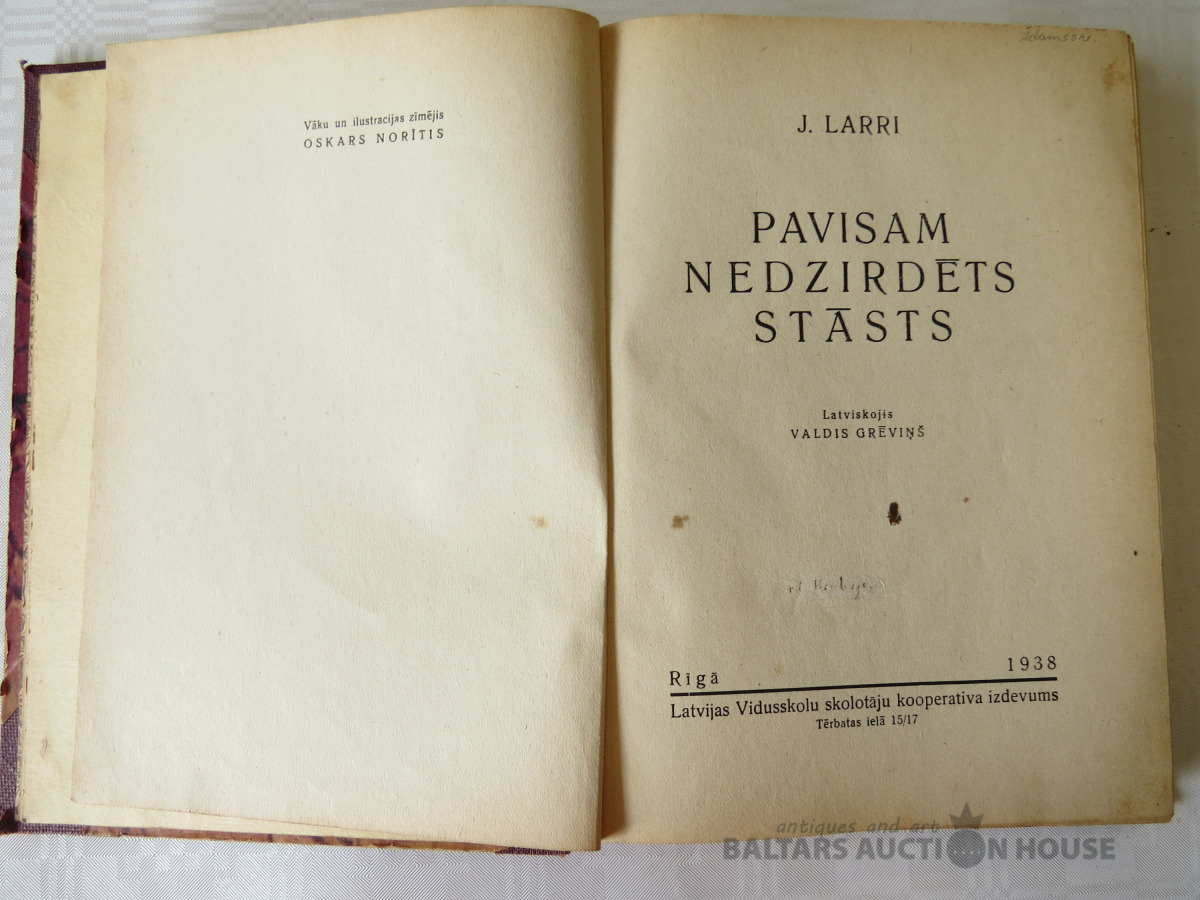 Vāku un ilustracijas zīmējis
OSKARS NORĪTIS
J. LARRI
PAVISAM
NEDZIRDĒTS
STĀSTS
Latviskojis
VALDIS GRĒVIŅŠ
Rīgā 1938
Latvijas Vidusskolu skolotāju kooperativa izdevums
Tērbatas ielā 15/17
antiques and art
BALTARS AUCTION HOUSE